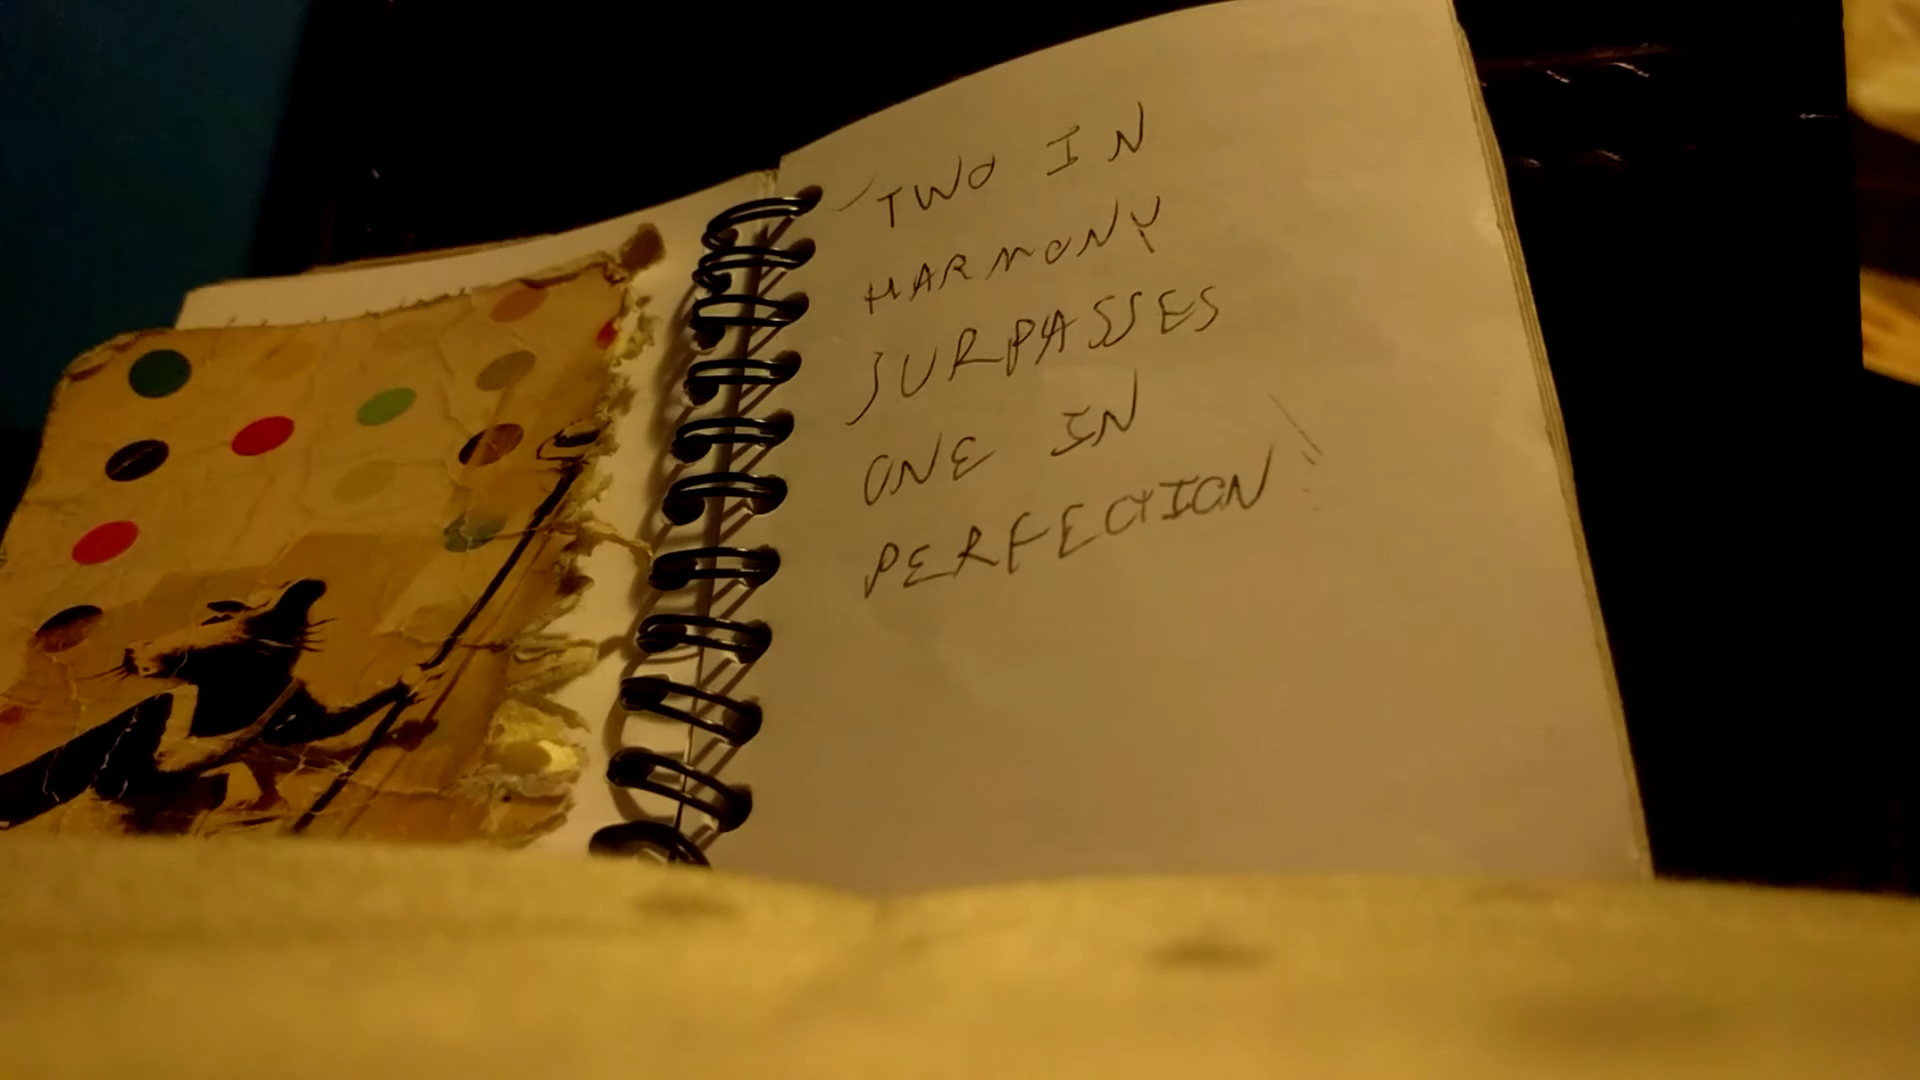 TWO IN
HARMONY
SURPASSES
ONE IN
PERFECTION